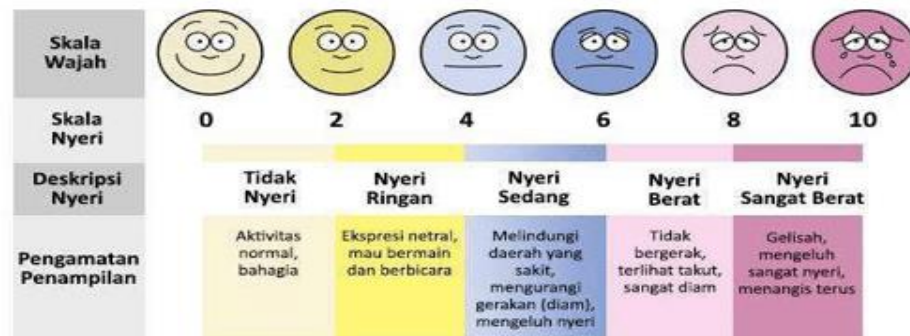 Skala
Wajah
Skala
Nyeri
0 2 4 6 8 10
Deskripsi
Nyeri
Tidak
Nyeri
Nyeri
Ringan
Nyeri
Sedang
Nyeri
Berat
Nyeri
Sangat Berat
Pengamatan
Penampilan
Aktivitas
normal,
bahagia
Ekspresi netral,
mau bermain
dan berbicara
Melindungi
daerah yang
sakit,
mengurangi
gerakan (diam),
mengeluh nyeri
Tidak
bergerak,
terlihat takut,
sangat diam
Gelisah,
mengeluh
sangat nyeri,
menangis terus